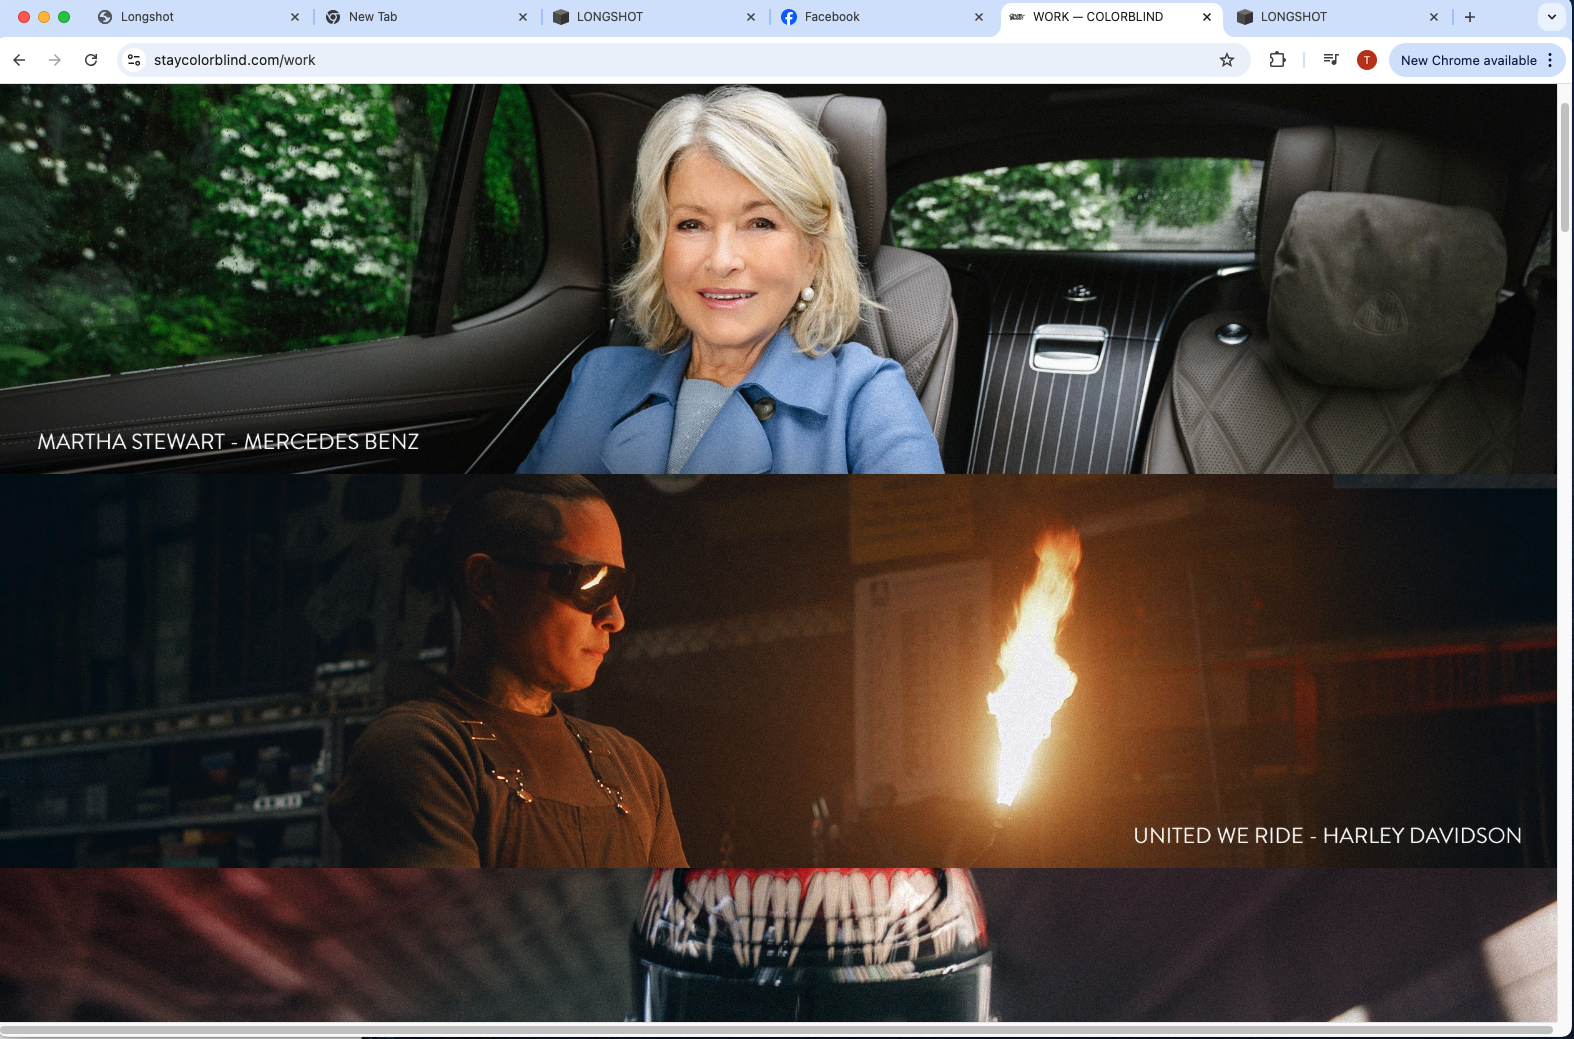 Longshot
New Tab
LONGSHOT
Facebook
WORK — COLORBLIND
LONGSHOT
staycolorblind.com/work
T
New Chrome available
MARTHA STEWART - MERCEDES BENZ
UNITED WE RIDE - HARLEY DAVIDSON